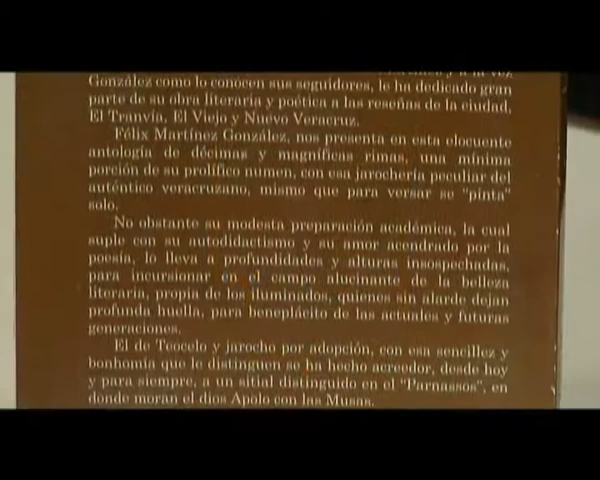 y a la vez
González como lo conocen sus seguidores, le ha dedicado gran
parte de su obra literaria y poética a las reseñas de la ciudad,
El Tranvía, El Viejo y Nuevo Veracruz.
Félix Martínez González, nos presenta en esta elocuente
antología de décimas y magníficas rimas, una mínima
porción de su prolífico numen, con esa jarochería peculiar del
auténtico veracruzano, mismo que para versar se "pinta"
solo.
No obstante su modesta preparación académica, la cual
suple con su autodidactismo y su amor acendrado por la
poesía, lo lleva a profundidades y alturas insospechadas,
para incursionar en el campo alucinante de la belleza
literaria, propia de los iluminados, quienes sin alarde dejan
profunda huella, para beneplácito de las actuales y futuras
generaciones.
El de Teocelo y jarocho por adopción, con esa sencillez y
bonhomía que le distinguen se ha hecho acreedor, desde hoy
y para siempre, a un sitial distinguido en el "Parnassos", en
donde moran el dios Apolo con las Musas.